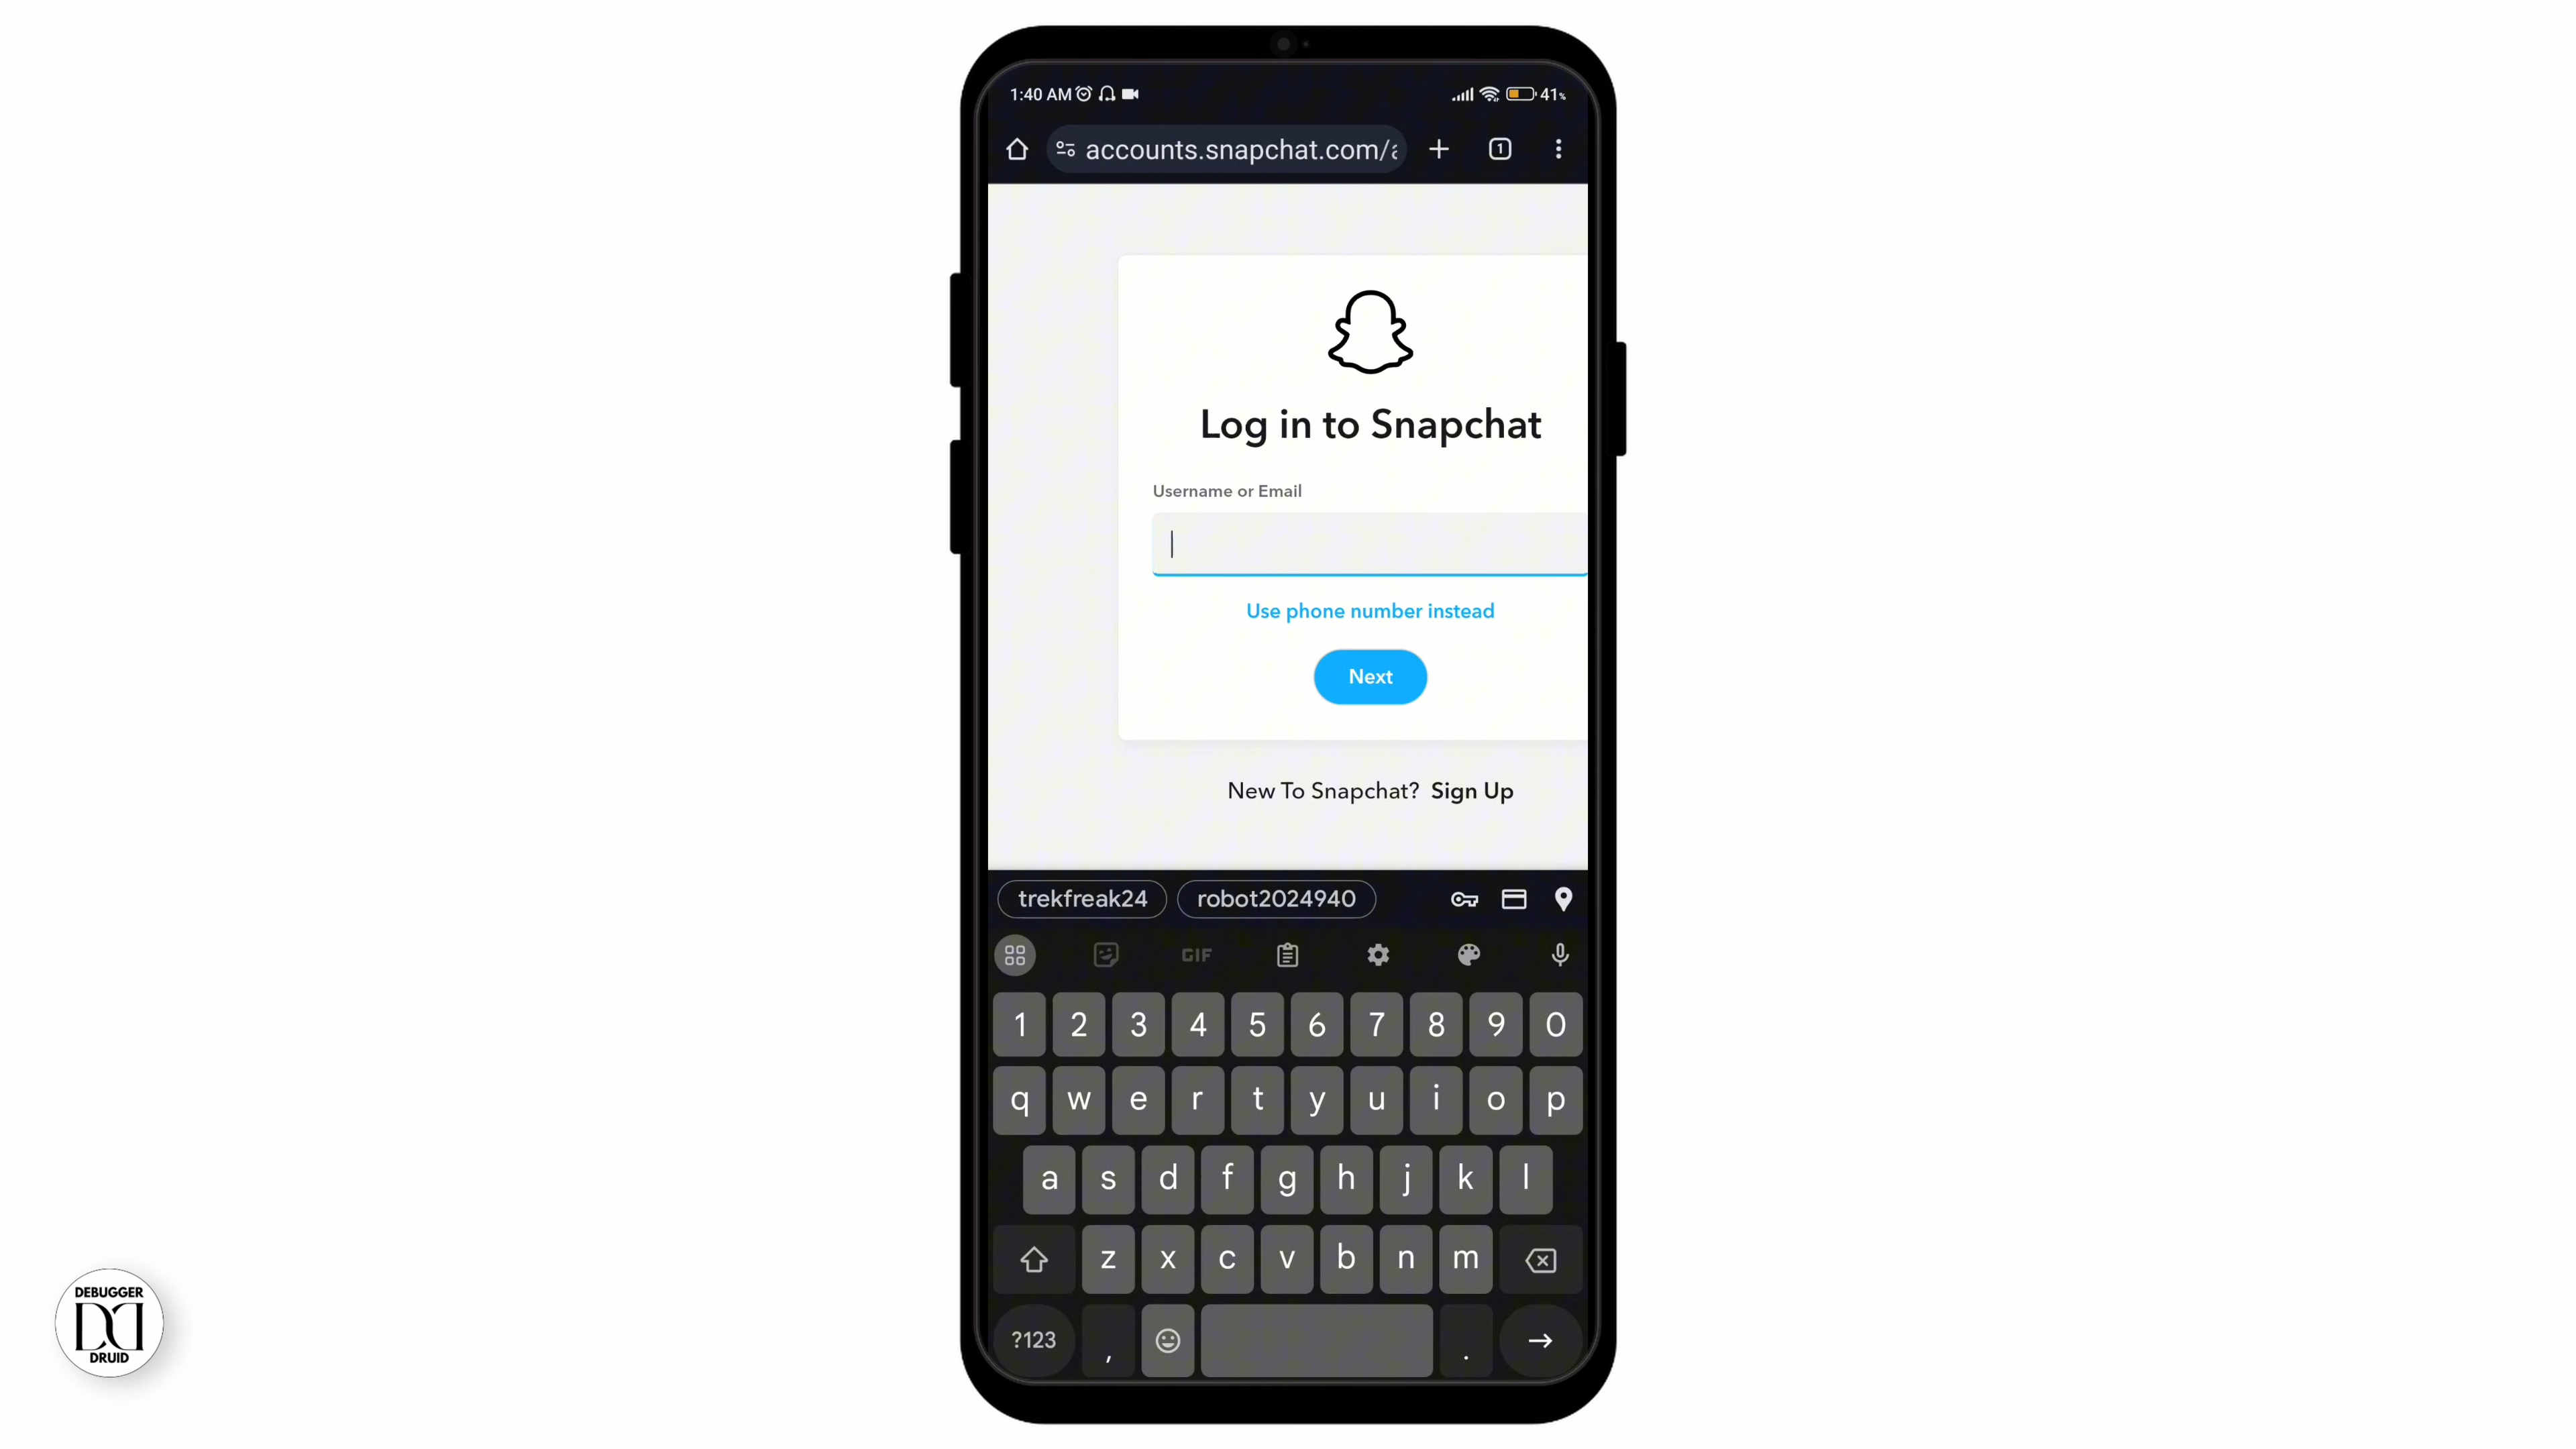 1:40 AM 41%
accounts.snapchat.com/a 1
Log in to Snapchat
Username or Email
Use phone number instead
Next
New To Snapchat? Sign Up
trekfreak24 robot2024940
GIF
1 2 3 4 5 6 7 8 9 0
q w e r t y u i o p
a s d f g h j k l
z x c v b n m
?123 , .
DEBUGGER
DD
DRUID